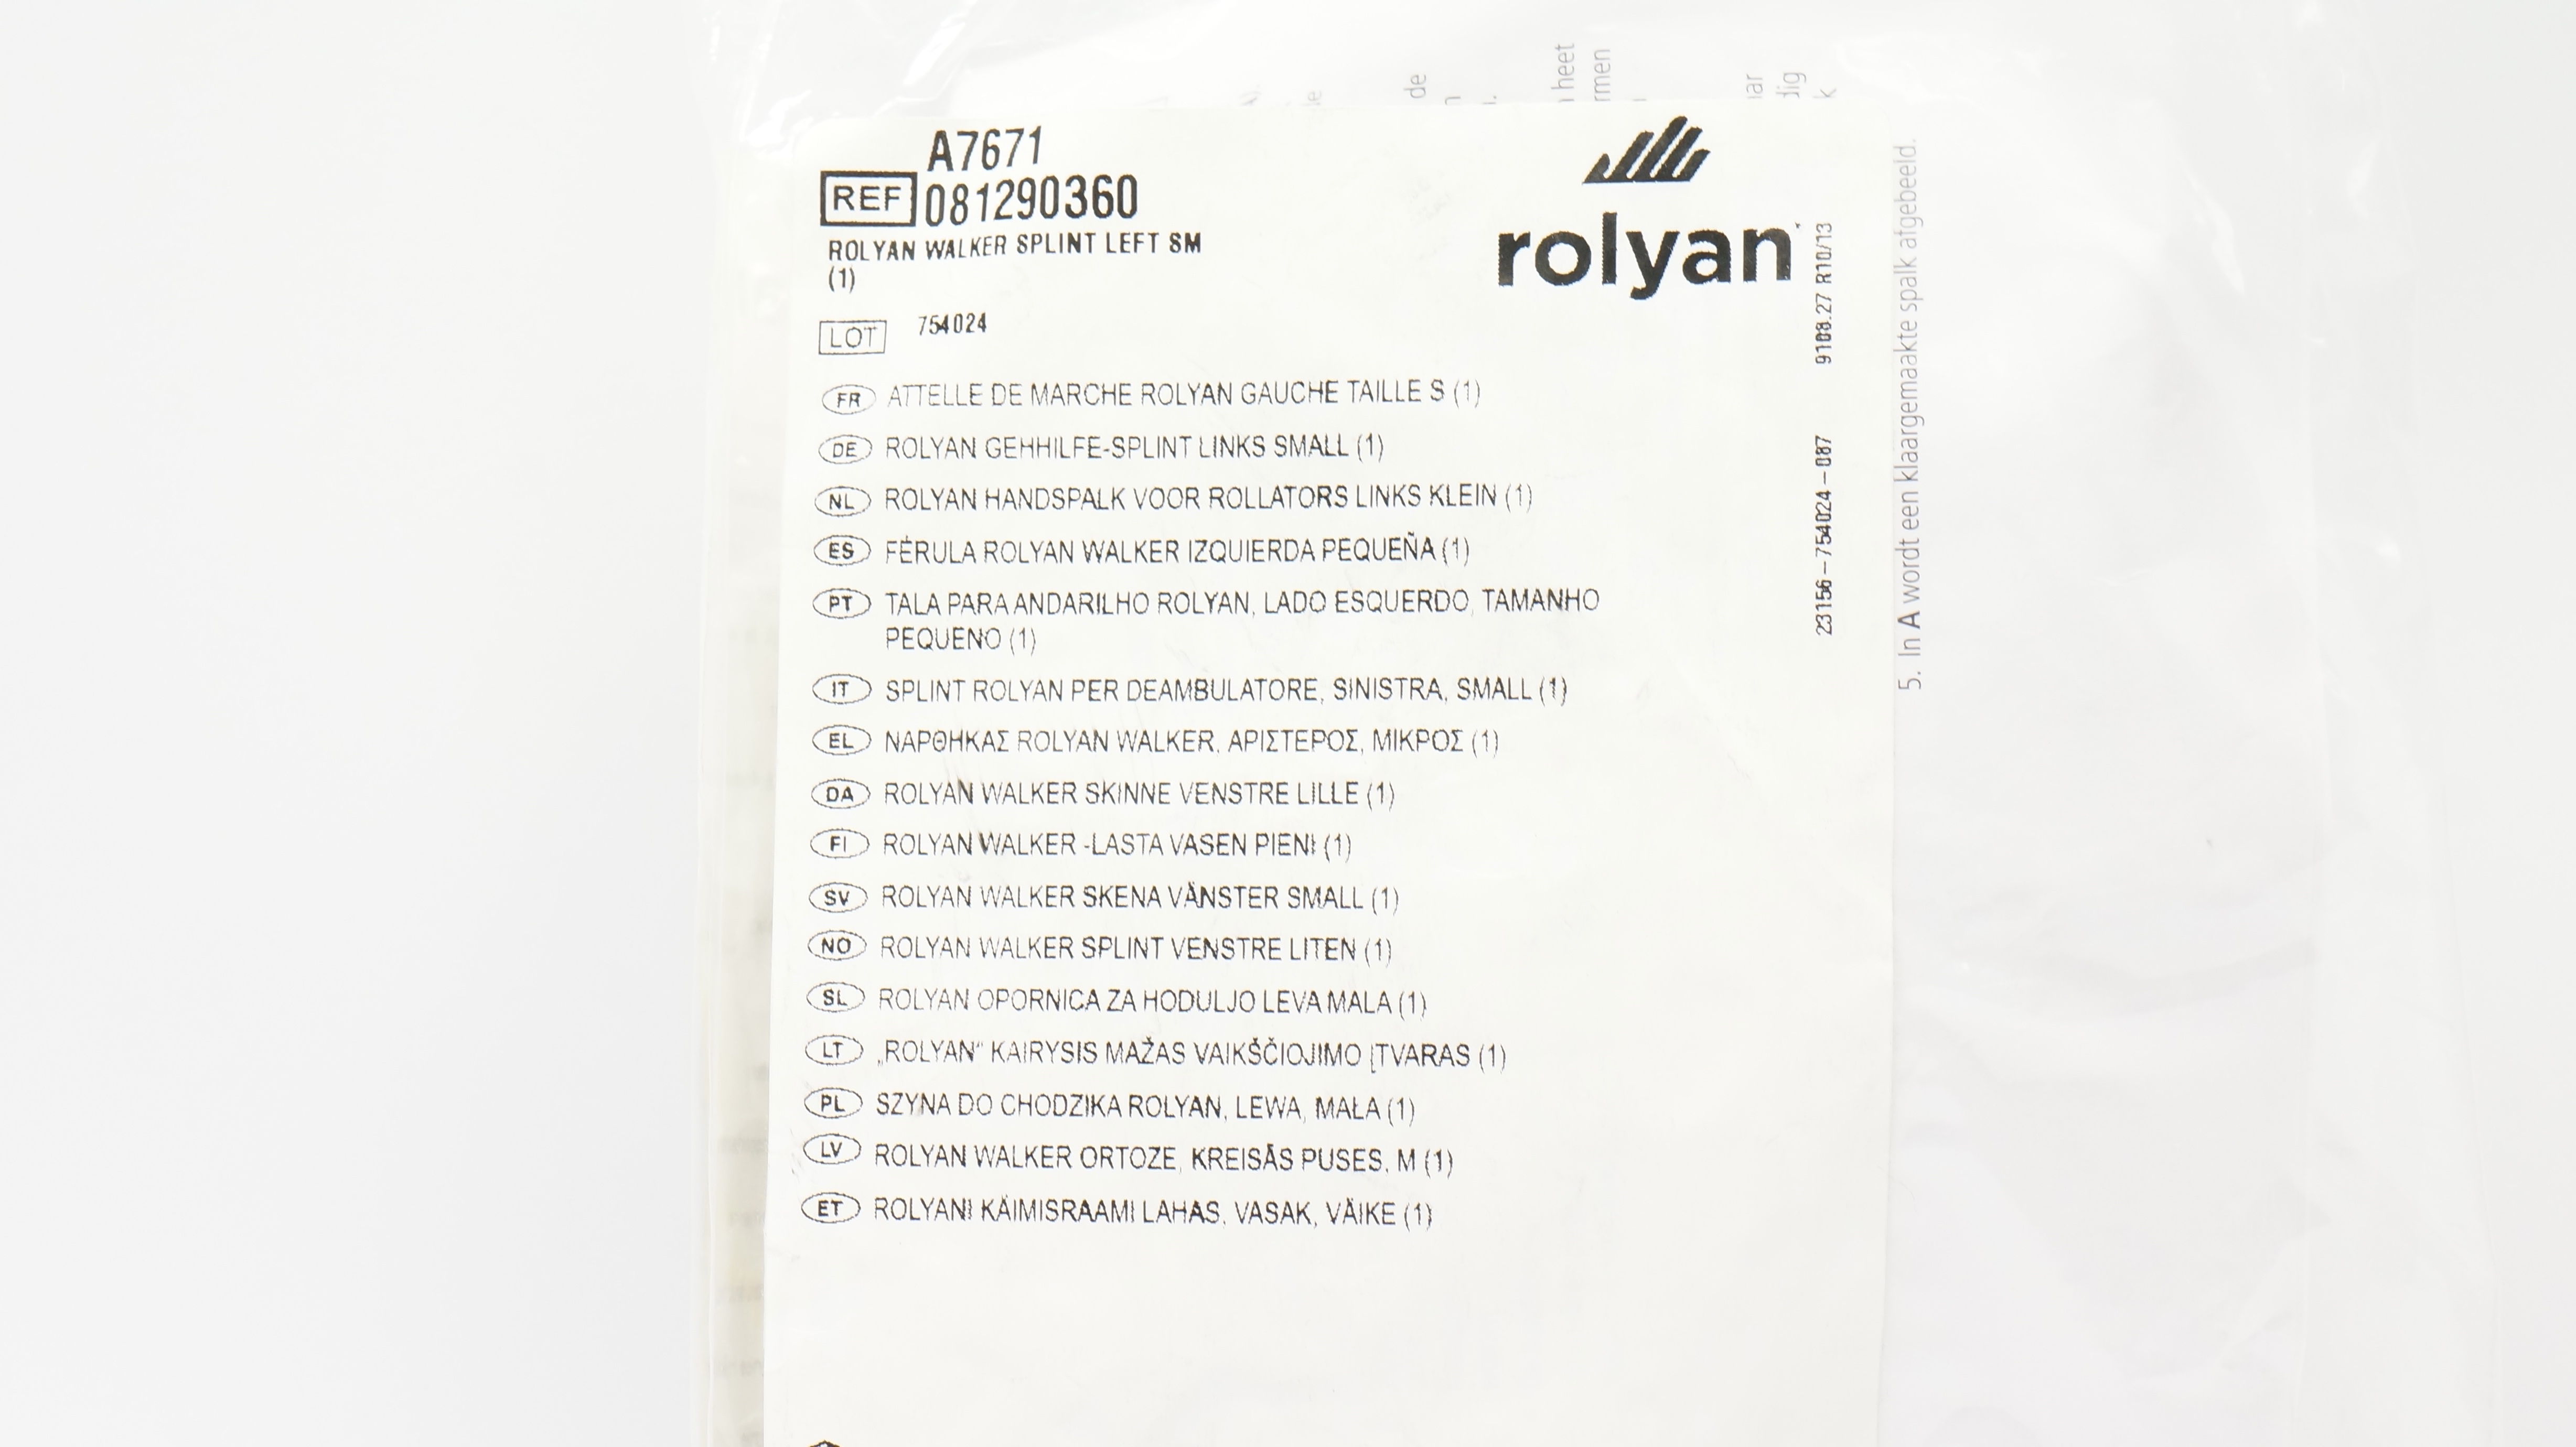 A7671
REF 081290360
ROLYAN WALKER SPLINT LEFT SM
(1)
LOT 754024
rolyan
FR ATTELLE DE MARCHE ROLYAN GAUCHE TAILLE S (1)
DE ROLYAN GEHHILFE-SPLINT LINKS SMALL (1)
NL ROLYAN HANDSPALK VOOR ROLLATORS LINKS KLEIN (1)
ES FÉRULA ROLYAN WALKER IZQUIERDA PEQUEÑA (1)
PT TALA PARA ANDARILHO ROLYAN, LADO ESQUERDO, TAMANHO
PEQUENO (1)
IT SPLINT ROLYAN PER DEAMBULATORE, SINISTRA, SMALL (1)
EL ΝΑΡΘΗΚΑΣ ROLYAN WALKER, ΑΡΙΣΤΕΡΟΣ, ΜΙΚΡΟΣ (1)
DA ROLYAN WALKER SKINNE VENSTRE LILLE (1)
FI ROLYAN WALKER -LASTA VASEN PIENI (1)
SV ROLYAN WALKER SKENA VÄNSTER SMALL (1)
NO ROLYAN WALKER SPLINT VENSTRE LITEN (1)
SL ROLYAN OPORNICA ZA HODULJO LEVA MALA (1)
LT „ROLYAN“ KAIRYSIS MAŽAS VAIKŠČIOJIMO ĮTVARAS (1)
PL SZYNA DO CHODZIKA ROLYAN, LEWA, MAŁA (1)
LV ROLYAN WALKER ORTOZE, KREISĀS PUSES, M (1)
ET ROLYANI KÄIMISRAAMI LAHAS, VASAK, VÄIKE (1)
23156-754024-087 9108.27 R10/13
5. In A wordt een klaargemaakte spalk afgebeeld.
de
heet